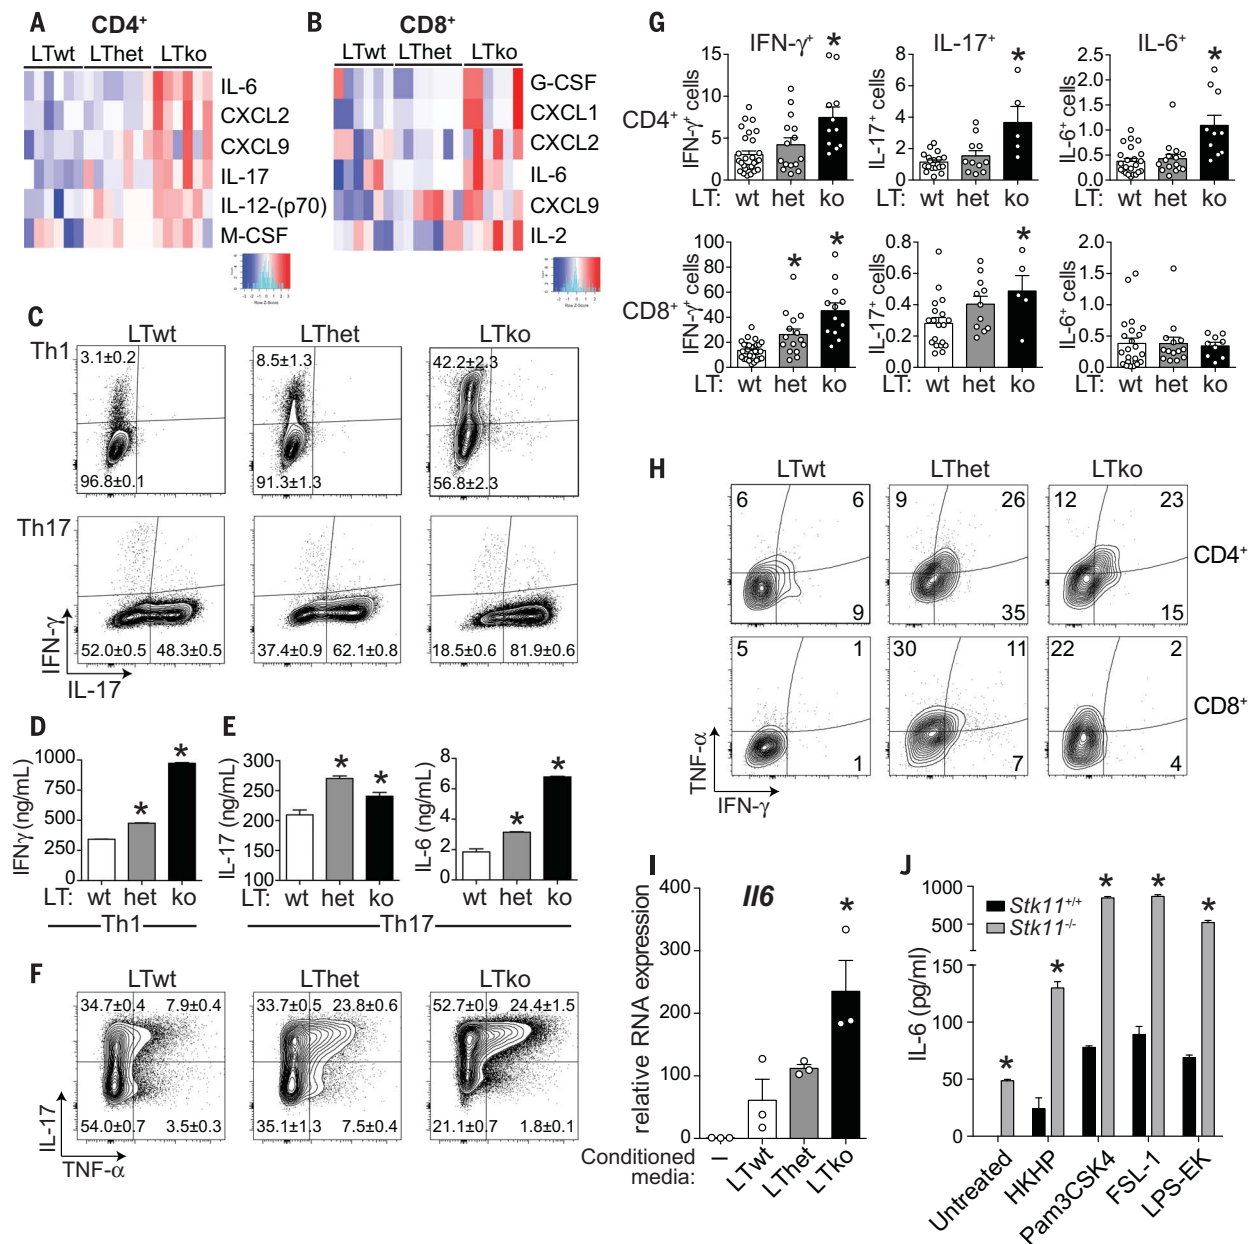 A CD4+
LTwt LThet LTko
IL-6
CXCL2
CXCL9
IL-17
IL-12-(p70)
M-CSF
B CD8+
LTwt LThet LTko
G-CSF
CXCL1
CXCL2
IL-6
CXCL9
IL-2
C
LTwt LThet LTko
Th1
3.1±0.2 8.5±1.3 42.2±2.3
96.8±0.1 91.3±1.3 56.8±2.3
Th17
52.0±0.5 48.3±0.5 37.4±0.9 62.1±0.8 18.5±0.6 81.9±0.6
IFN-γ
IL-17
D
IFNγ (ng/mL)
1000
750
500
250
0
* *
LT: wt het ko
Th1
E
IL-17 (ng/mL)
300
250
200
150
100
* *
LT: wt het ko
IL-6 (ng/mL)
8
6
4
2
0
* *
wt het ko
Th17
F
LTwt LThet LTko
34.7±0.4 7.9±0.4 33.7±0.5 23.8±0.6 52.7±0.9 24.4±1.5
54.0±0.7 3.5±0.3 35.1±1.3 7.5±0.4 21.1±0.7 1.8±0.1
IL-17
TNF-α
G
CD4+
IFN-γ+
IFN-γ+ cells
15
10
5
0
*
LT: wt het ko
IL-17+
IL-17+ cells
8
6
4
2
0
*
wt het ko
IL-6+
IL-6+ cells
2.5
2.0
1.5
1.0
0.5
0.0
*
wt het ko
CD8+
IFN-γ+ cells
100
80
60
40
20
0
* *
LT: wt het ko
IL-17+ cells
0.8
0.6
0.4
0.2
0.0
*
wt het ko
IL-6+ cells
2.0
1.5
1.0
0.5
0.0
wt het ko
H
LTwt LThet LTko
6 6 9 26 12 23
CD4+
9 35 15
5 1 30 11 22 2
CD8+
1 7 4
TNF-α
IFN-γ
I
Il6
relative RNA expression
400
300
200
100
0
*
Conditioned media: – LTwt LThet LTko
J
IL-6 (pg/ml)
1000
500
150
100
50
0
Stk11+/+
Stk11-/-
* * * * *
Untreated HKHP Pam3CSK4 FSL-1 LPS-EK